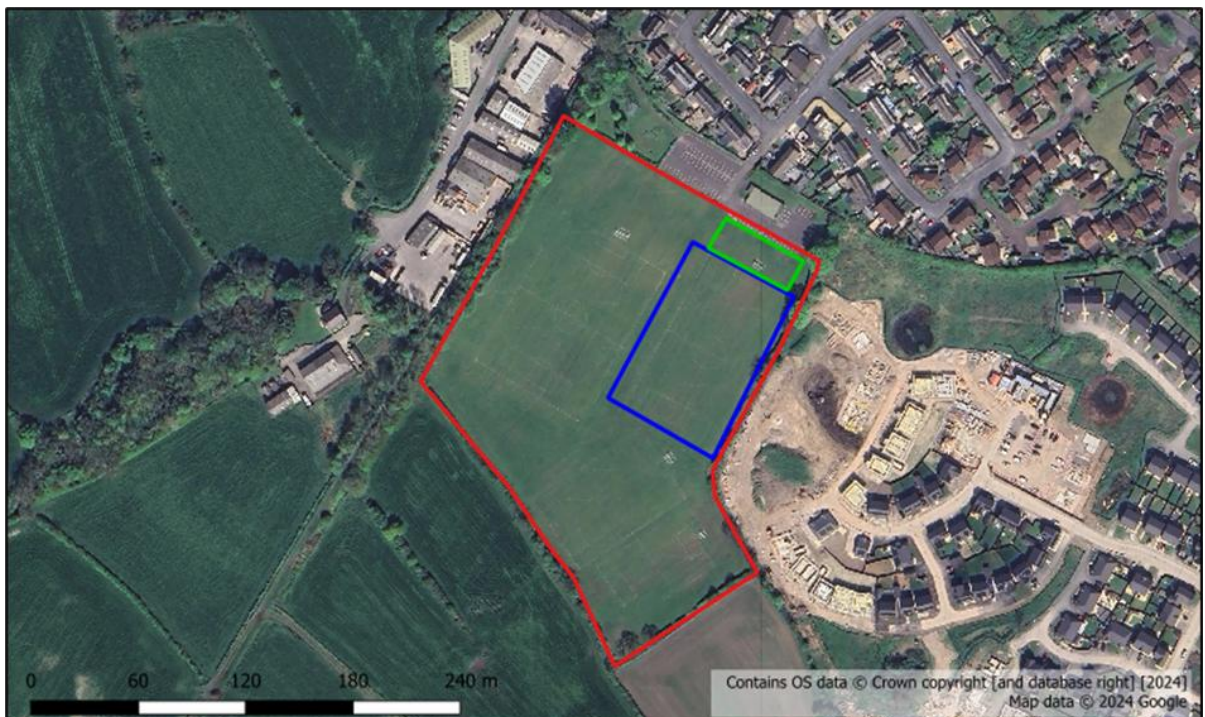 0 60 120 180 240 m
Contains OS data © Crown copyright [and database right] [2024]
Map data © 2024 Google